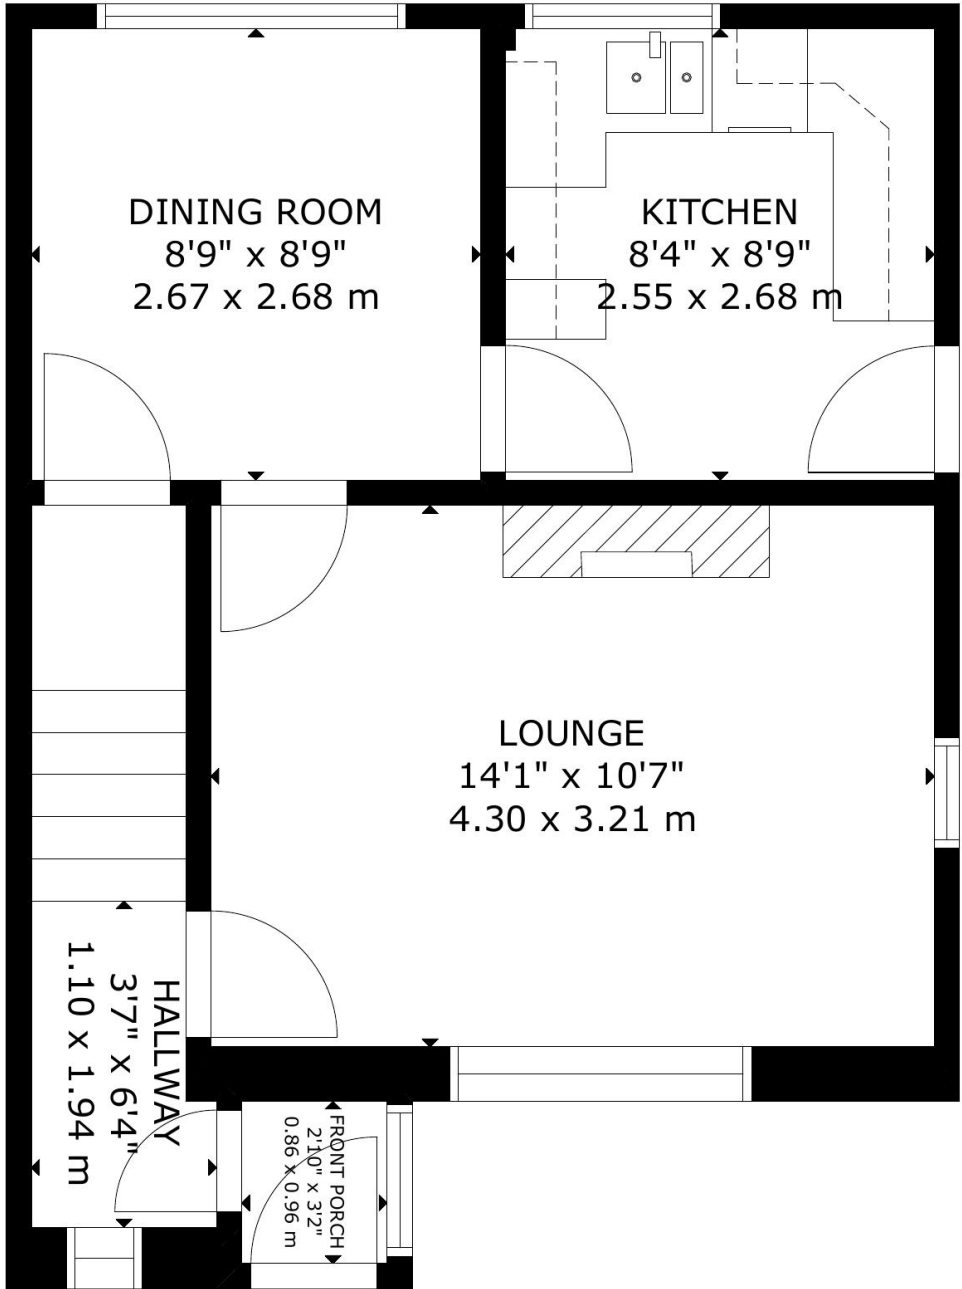 DINING ROOM
8'9" x 8'9"
2.67 x 2.68 m
KITCHEN
8'4" x 8'9"
2.55 x 2.68 m
LOUNGE
14'1" x 10'7"
4.30 x 3.21 m
HALLWAY
3'7" x 6'4"
1.10 x 1.94 m
FRONT PORCH
2'10" x 3'2"
0.86 x 0.96 m